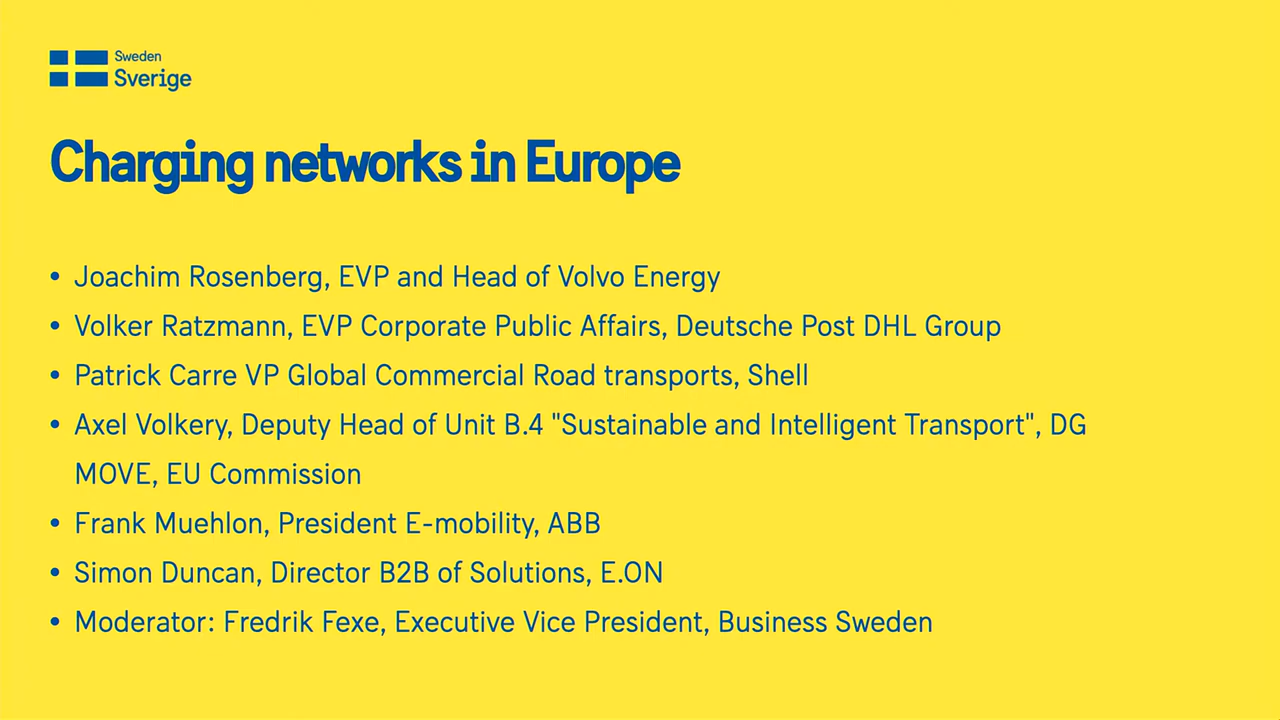 Sweden
Sverige
Charging networks in Europe
• Joachim Rosenberg, EVP and Head of Volvo Energy
• Volker Ratzmann, EVP Corporate Public Affairs, Deutsche Post DHL Group
• Patrick Carre VP Global Commercial Road transports, Shell
• Axel Volkery, Deputy Head of Unit B.4 "Sustainable and Intelligent Transport", DG
MOVE, EU Commission
• Frank Muehlon, President E-mobility, ABB
• Simon Duncan, Director B2B of Solutions, E.ON
• Moderator: Fredrik Fexe, Executive Vice President, Business Sweden